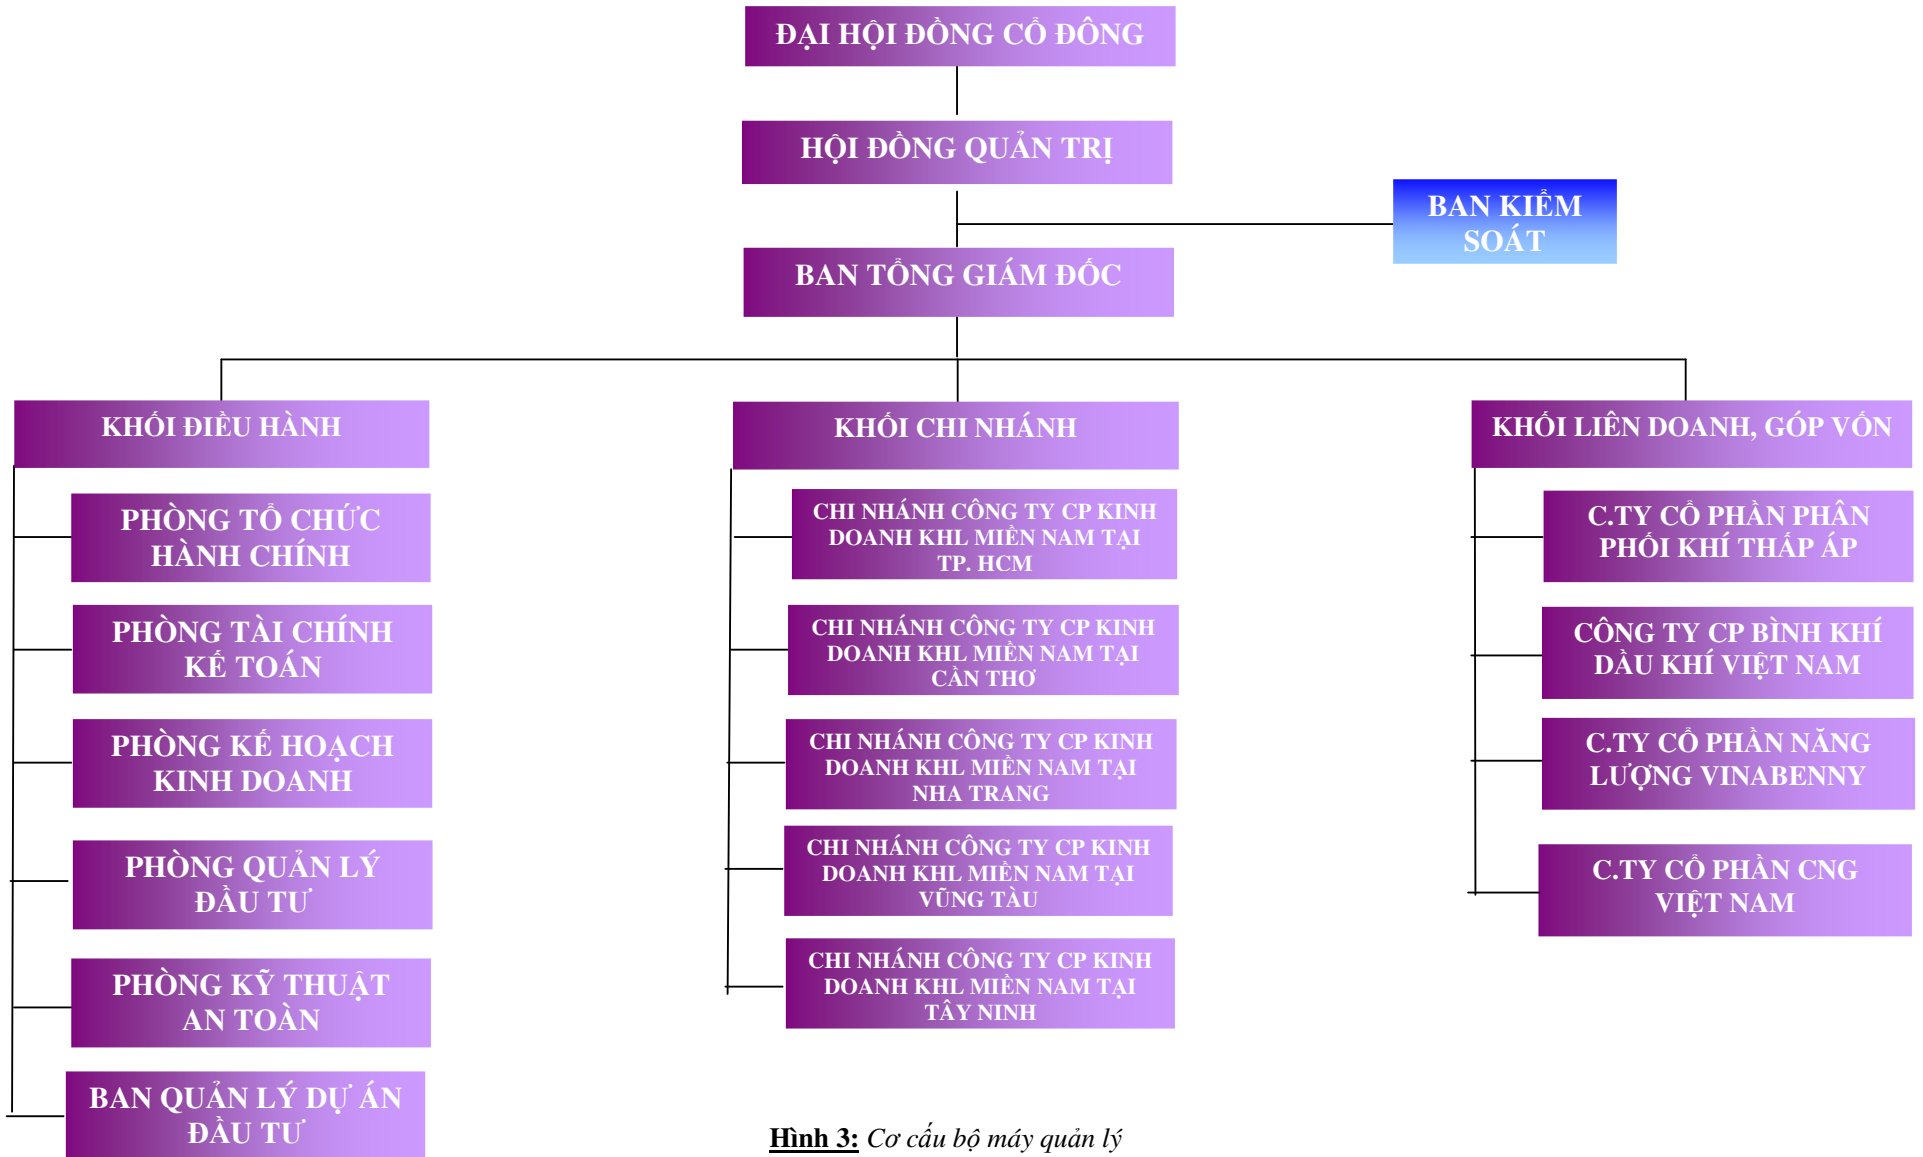 ĐẠI HỘI ĐỒNG CỔ ĐÔNG
HỘI ĐỒNG QUẢN TRỊ
BAN KIỂM
SOÁT
BAN TỔNG GIÁM ĐỐC
KHỐI ĐIỀU HÀNH
PHÒNG TỔ CHỨC
HÀNH CHÍNH
PHÒNG TÀI CHÍNH
KẾ TOÁN
PHÒNG KẾ HOẠCH
KINH DOANH
PHÒNG QUẢN LÝ
ĐẦU TƯ
PHÒNG KỸ THUẬT
AN TOÀN
BAN QUẢN LÝ DỰ ÁN
ĐẦU TƯ
KHỐI CHI NHÁNH
CHI NHÁNH CÔNG TY CP KINH
DOANH KHL MIỀN NAM TẠI
TP. HCM
CHI NHÁNH CÔNG TY CP KINH
DOANH KHL MIỀN NAM TẠI
CẦN THƠ
CHI NHÁNH CÔNG TY CP KINH
DOANH KHL MIỀN NAM TẠI
NHA TRANG
CHI NHÁNH CÔNG TY CP KINH
DOANH KHL MIỀN NAM TẠI
VŨNG TÀU
CHI NHÁNH CÔNG TY CP KINH
DOANH KHL MIỀN NAM TẠI
TÂY NINH
KHỐI LIÊN DOANH, GÓP VỐN
C.TY CỔ PHẦN PHÂN
PHỐI KHÍ THẤP ÁP
CÔNG TY CP BÌNH KHÍ
DẦU KHÍ VIỆT NAM
C.TY CỔ PHẦN NĂNG
LƯỢNG VINABENNY
C.TY CỔ PHẦN CNG
VIỆT NAM
Hình 3: Cơ cấu bộ máy quản lý